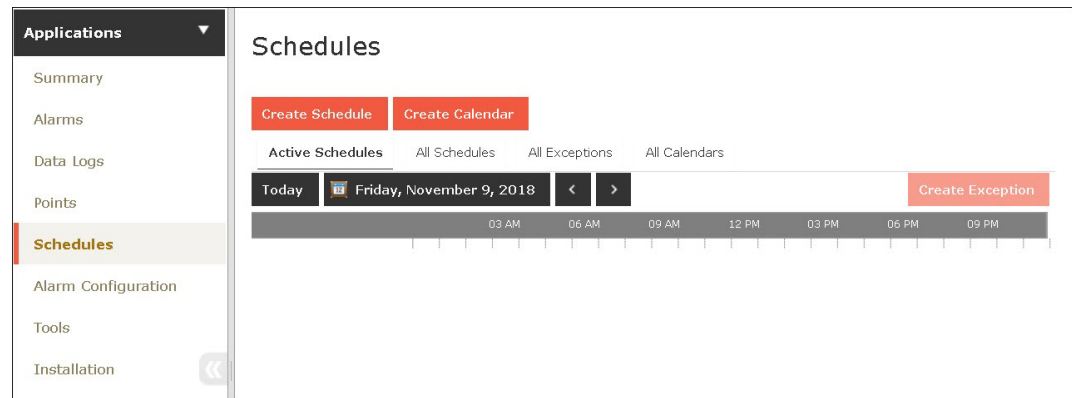 Applications
Summary
Alarms
Data Logs
Points
Schedules
Alarm Configuration
Tools
Installation
Schedules
Create Schedule Create Calendar
Active Schedules All Schedules All Exceptions All Calendars
Today 12 Friday, November 9, 2018 < > Create Exception
03 AM 06 AM 09 AM 12 PM 03 PM 06 PM 09 PM